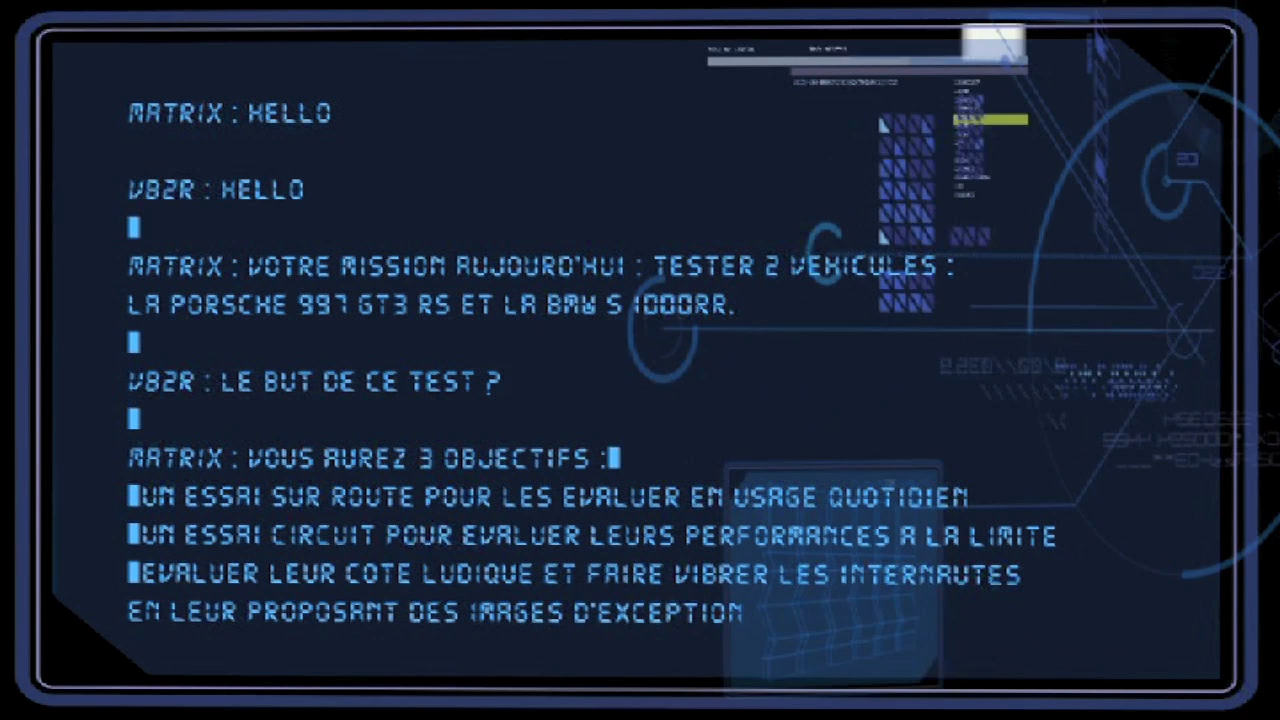 MATRIX : HELLO
V82R : HELLO
MATRIX : VOTRE MISSION AUJOURD'HUI : TESTER 2 VEHICULES :
LA PORSCHE 997 GT3 RS ET LA BMW S 1000RR.
V82R : LE BUT DE CE TEST ?
MATRIX : VOUS AUREZ 3 OBJECTIFS :
UN ESSAI SUR ROUTE POUR LES EVALUER EN USAGE QUOTIDIEN
UN ESSAI CIRCUIT POUR EVALUER LEURS PERFORMANCES A LA LIMITE
EVALUER LEUR COTE LUDIQUE ET FAIRE VIBRER LES INTERNAUTES
EN LEUR PROPOSANT DES IMAGES D'EXCEPTION